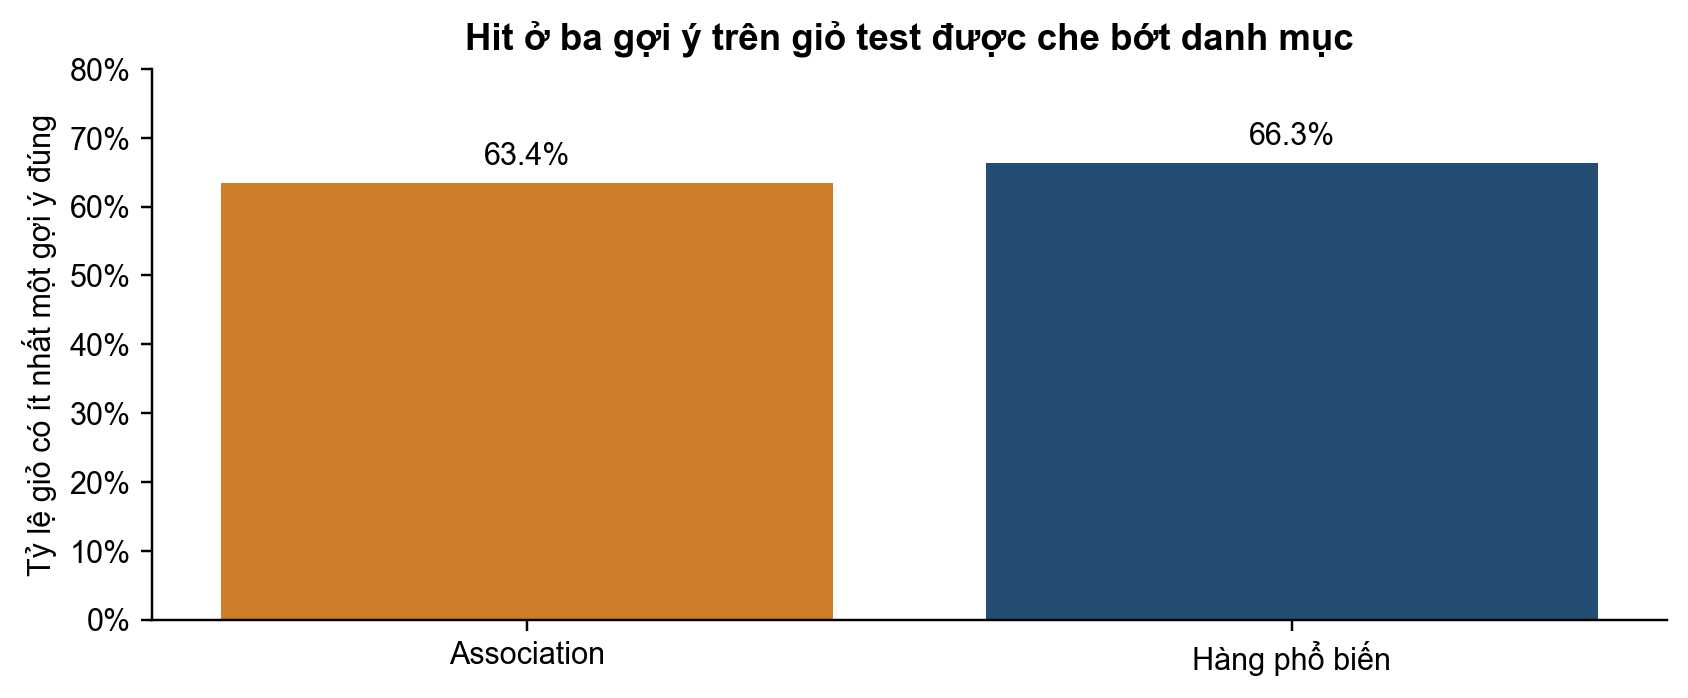 Hit ở ba gợi ý trên giỏ test được che bớt danh mục
Tỷ lệ giỏ có ít nhất một gợi ý đúng
80%
70%
60%
50%
40%
30%
20%
10%
0%
63.4%
66.3%
Association
Hàng phổ biến